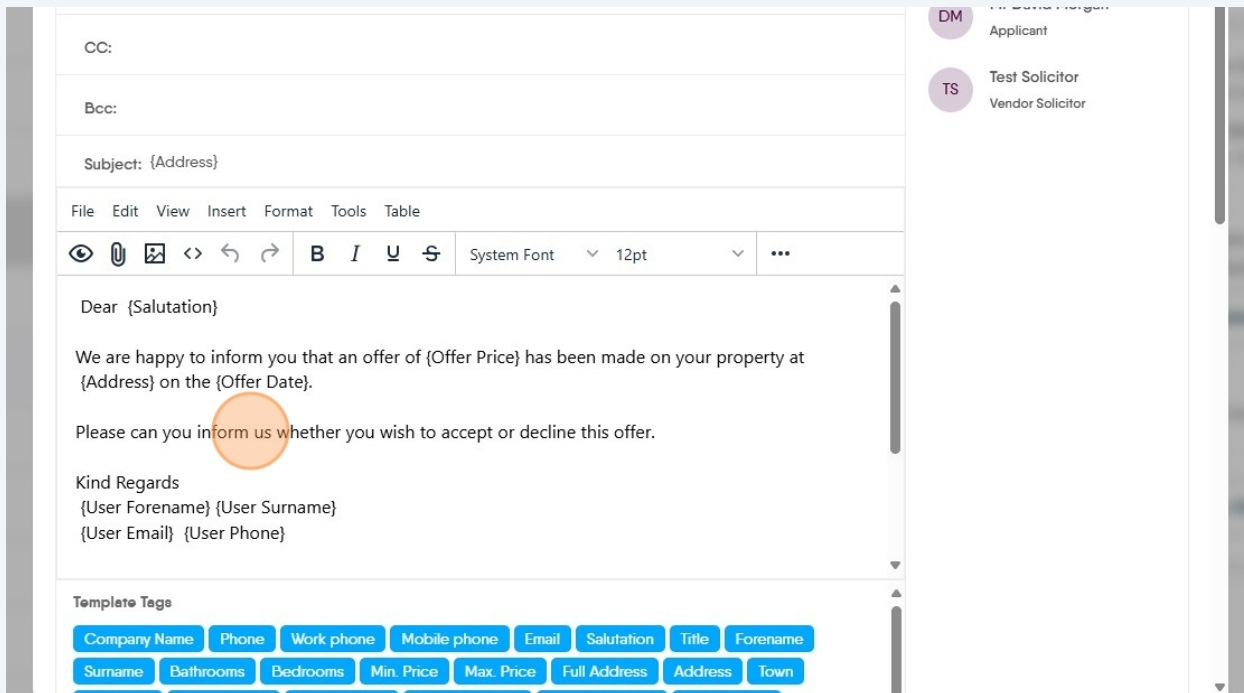 CC:
Bcc:
Subject: {Address}
File Edit View Insert Format Tools Table
B I U S System Font 12pt
Dear {Salutation}
We are happy to inform you that an offer of {Offer Price} has been made on your property at
{Address} on the {Offer Date}.
Please can you inform us whether you wish to accept or decline this offer.
Kind Regards
{User Forename} {User Surname}
{User Email} {User Phone}
Template Tags
Company Name Phone Work phone Mobile phone Email Salutation Title Forename
Surname Bathrooms Bedrooms Min. Price Max. Price Full Address Address Town
DM Mr David Morgan
Applicant
TS Test Solicitor
Vendor Solicitor